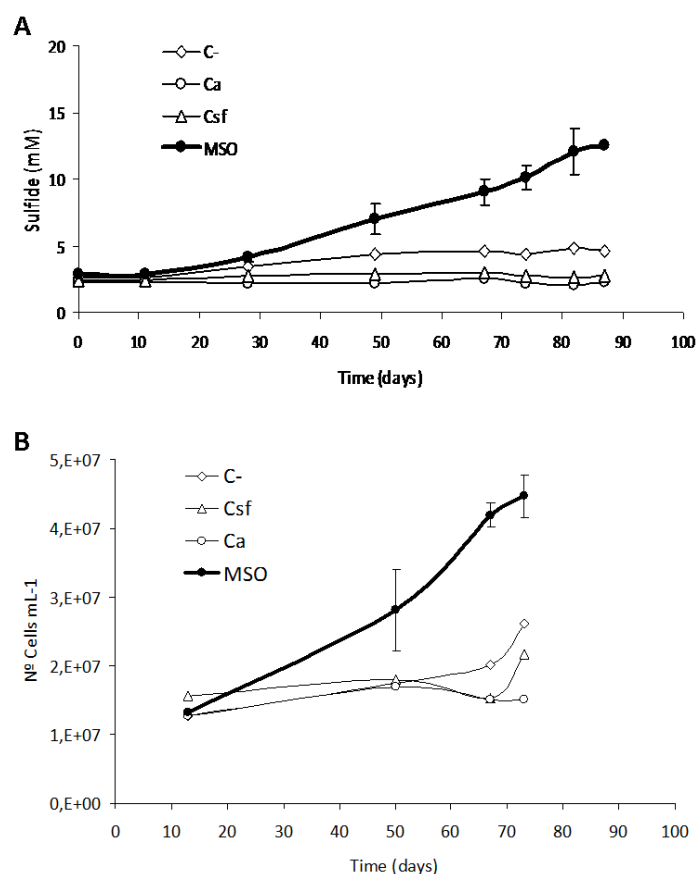 A
20
15
10
5
0
Sulfide (mM)
C-
Ca
Csf
MSO
0 10 20 30 40 50 60 70 80 90 100
Time (days)
B
5,E+07
4,E+07
3,E+07
2,E+07
1,E+07
0,E+00
Nº Cells mL-1
C-
Csf
Ca
MSO
0 10 20 30 40 50 60 70 80 90 100
Time (days)